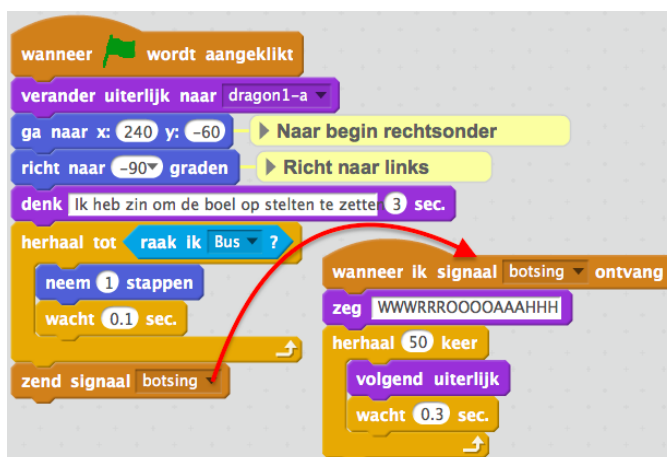 wanneer wordt aangeklikt
verander uiterlijk naar dragon1-a
ga naar x: 240 y: -60 Naar begin rechtsonder
richt naar -90 graden Richt naar links
denk Ik heb zin om de boel op stelten te zetten 3 sec.
herhaal tot raak ik Bus ?
neem 1 stappen
wacht 0.1 sec.
zend signaal botsing
wanneer ik signaal botsing ontvang
zeg WWWRRROOOOAAAHHH
herhaal 50 keer
volgend uiterlijk
wacht 0.3 sec.